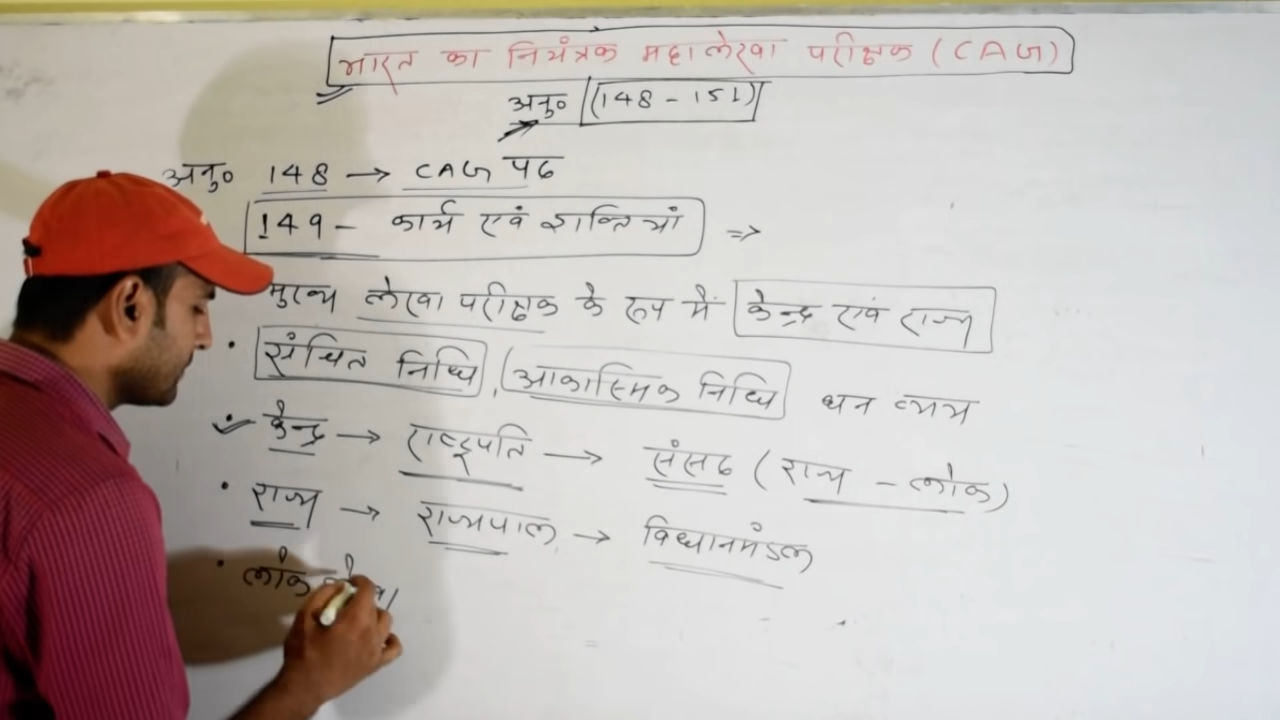 भारत का नियंत्रक महालेखा परीक्षक (CAG)
अनु० (148-151)
अनु० 148 → CAG पद
149 - कार्य एवं शक्तियां ⇒
मुख्य लेखा परीक्षक के रूप में केन्द्र एवं राज्य
• संचित निधि, आकास्मिक निधि धन व्यय
केन्द्र → राष्ट्रपति → संसद (राज्य - लोक)
• राज्य → राज्यपाल → विधानमंडल
• लोक